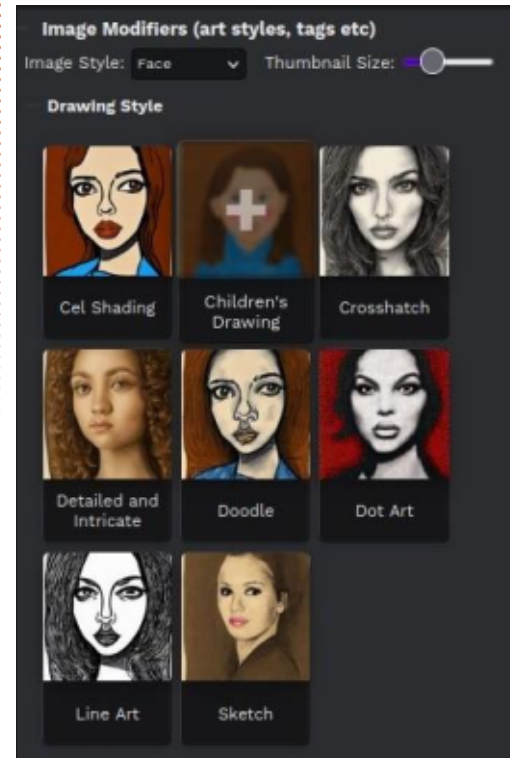 Image Modifiers (art styles, tags etc)
Image Style: Face Thumbnail Size:
Drawing Style
Cel Shading
Children's
Drawing
Crosshatch
Detailed and
Intricate
Doodle
Dot Art
Line Art
Sketch